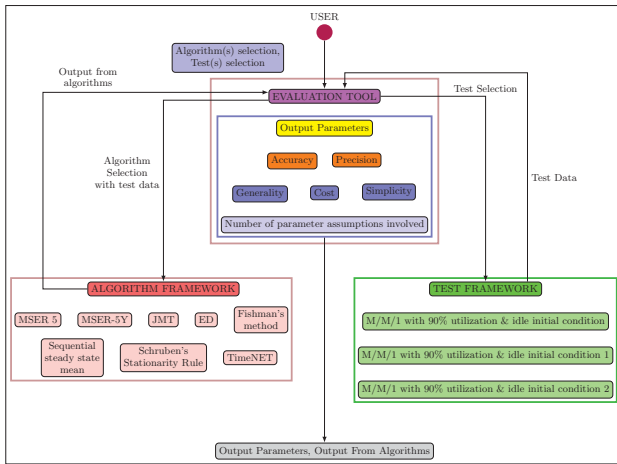 USER
Algorithm(s) selection,
Test(s) selection
Output from
algorithms
EVALUATION TOOL
Test Selection
Output Parameters
Accuracy
Precision
Algorithm
Selection
with test data
Test Data
Generality
Cost
Simplicity
Number of parameter assumptions involved
ALGORITHM FRAMEWORK
TEST FRAMEWORK
MSER 5
MSER-5Y
JMT
ED
Fishman's
method
Sequential
steady state
mean
Schruben's
Stationarity Rule
TimeNET
M/M/1 with 90% utilization & idle initial condition
M/M/1 with 90% utilization & idle initial condition 1
M/M/1 with 90% utilization & idle initial condition 2
Output Parameters, Output From Algorithms